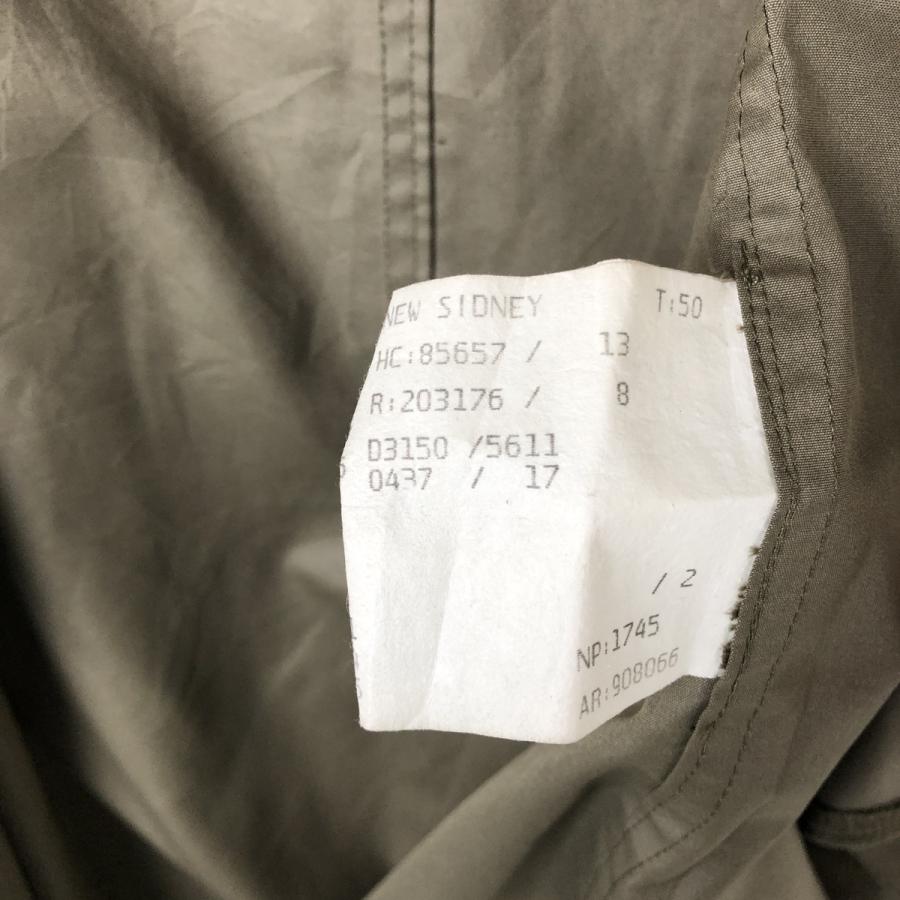 NEW SIDNEY T:50
HC:85657 / 13
R:203176 / 8
D3150 /5611
0437 / 17
/ 2
NP:1745
AR:908066